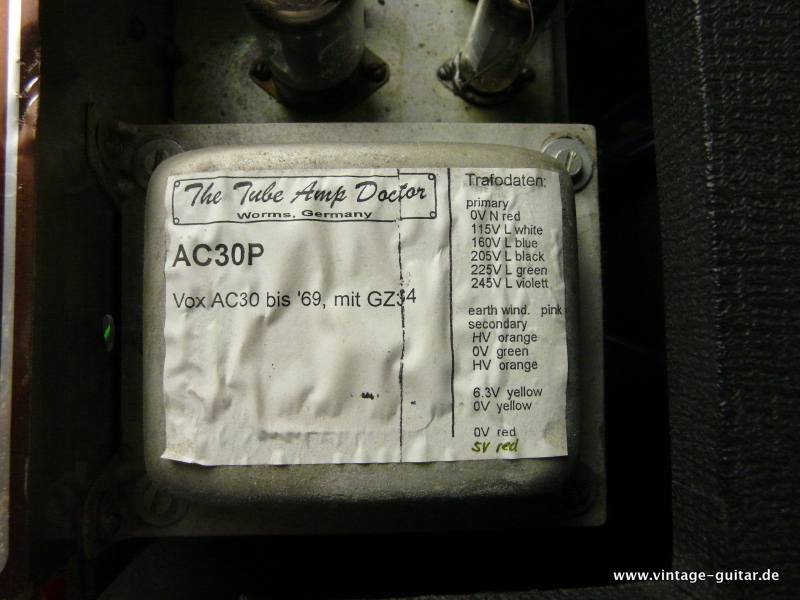 The Tube Amp Doctor
Worms, Germany
AC30P
Vox AC30 bis '69, mit GZ34
Trafodaten:
primary
0V N red
115V L white
160V L blue
205V L black
225V L green
245V L violett
earth wind. pink
secondary
HV orange
0V green
HV orange
6.3V yellow
0V yellow
0V red
5V red
www.vintage-guitar.de